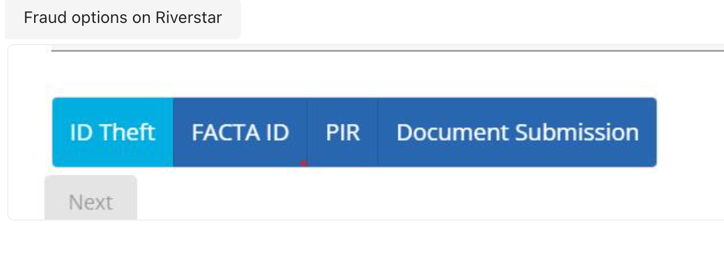 Fraud options on Riverstar
ID Theft FACTA ID PIR Document Submission
Next